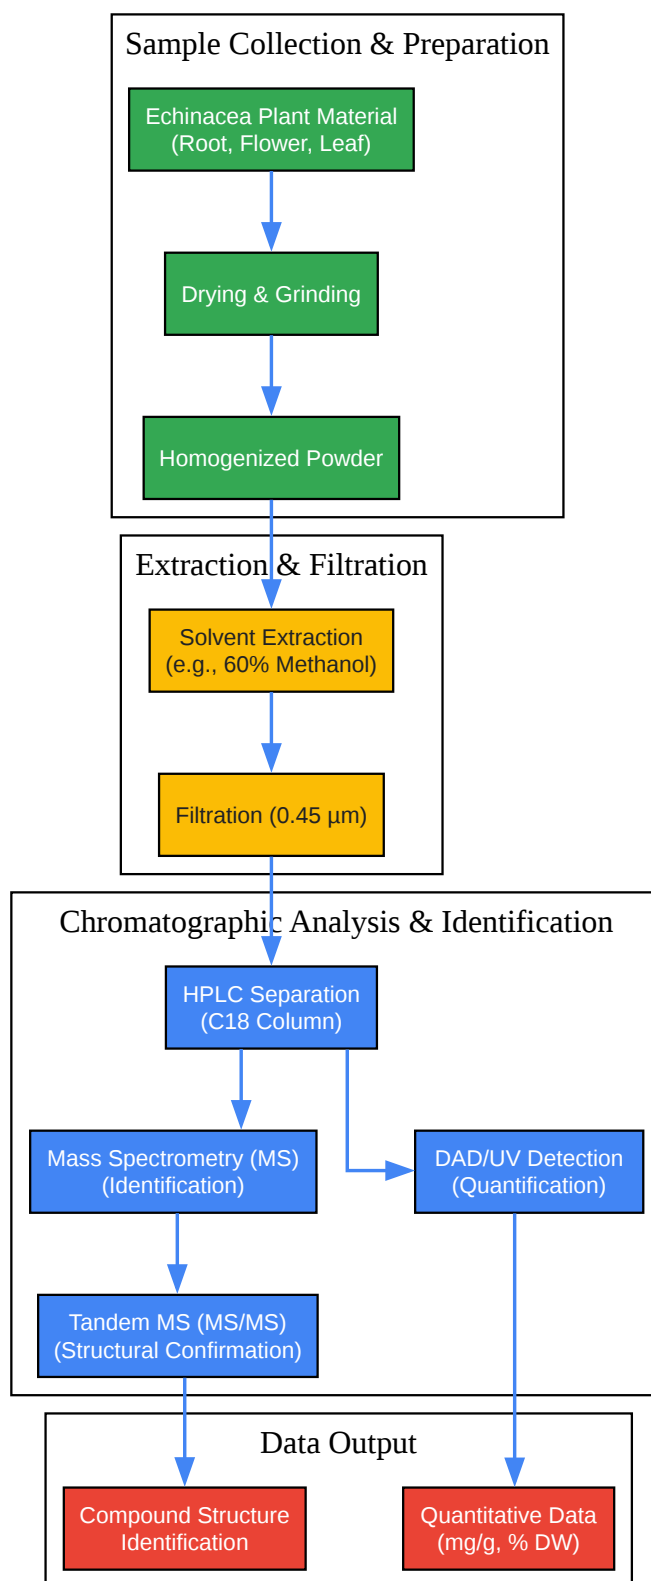 Sample Collection & Preparation
Echinacea Plant Material
(Root, Flower, Leaf)
Drying & Grinding
Homogenized Powder
Extraction & Filtration
Solvent Extraction
(e.g., 60% Methanol)
Filtration (0.45 µm)
Chromatographic Analysis & Identification
HPLC Separation
(C18 Column)
Mass Spectrometry (MS)
(Identification)
DAD/UV Detection
(Quantification)
Tandem MS (MS/MS)
(Structural Confirmation)
Data Output
Compound Structure
Identification
Quantitative Data
(mg/g, % DW)